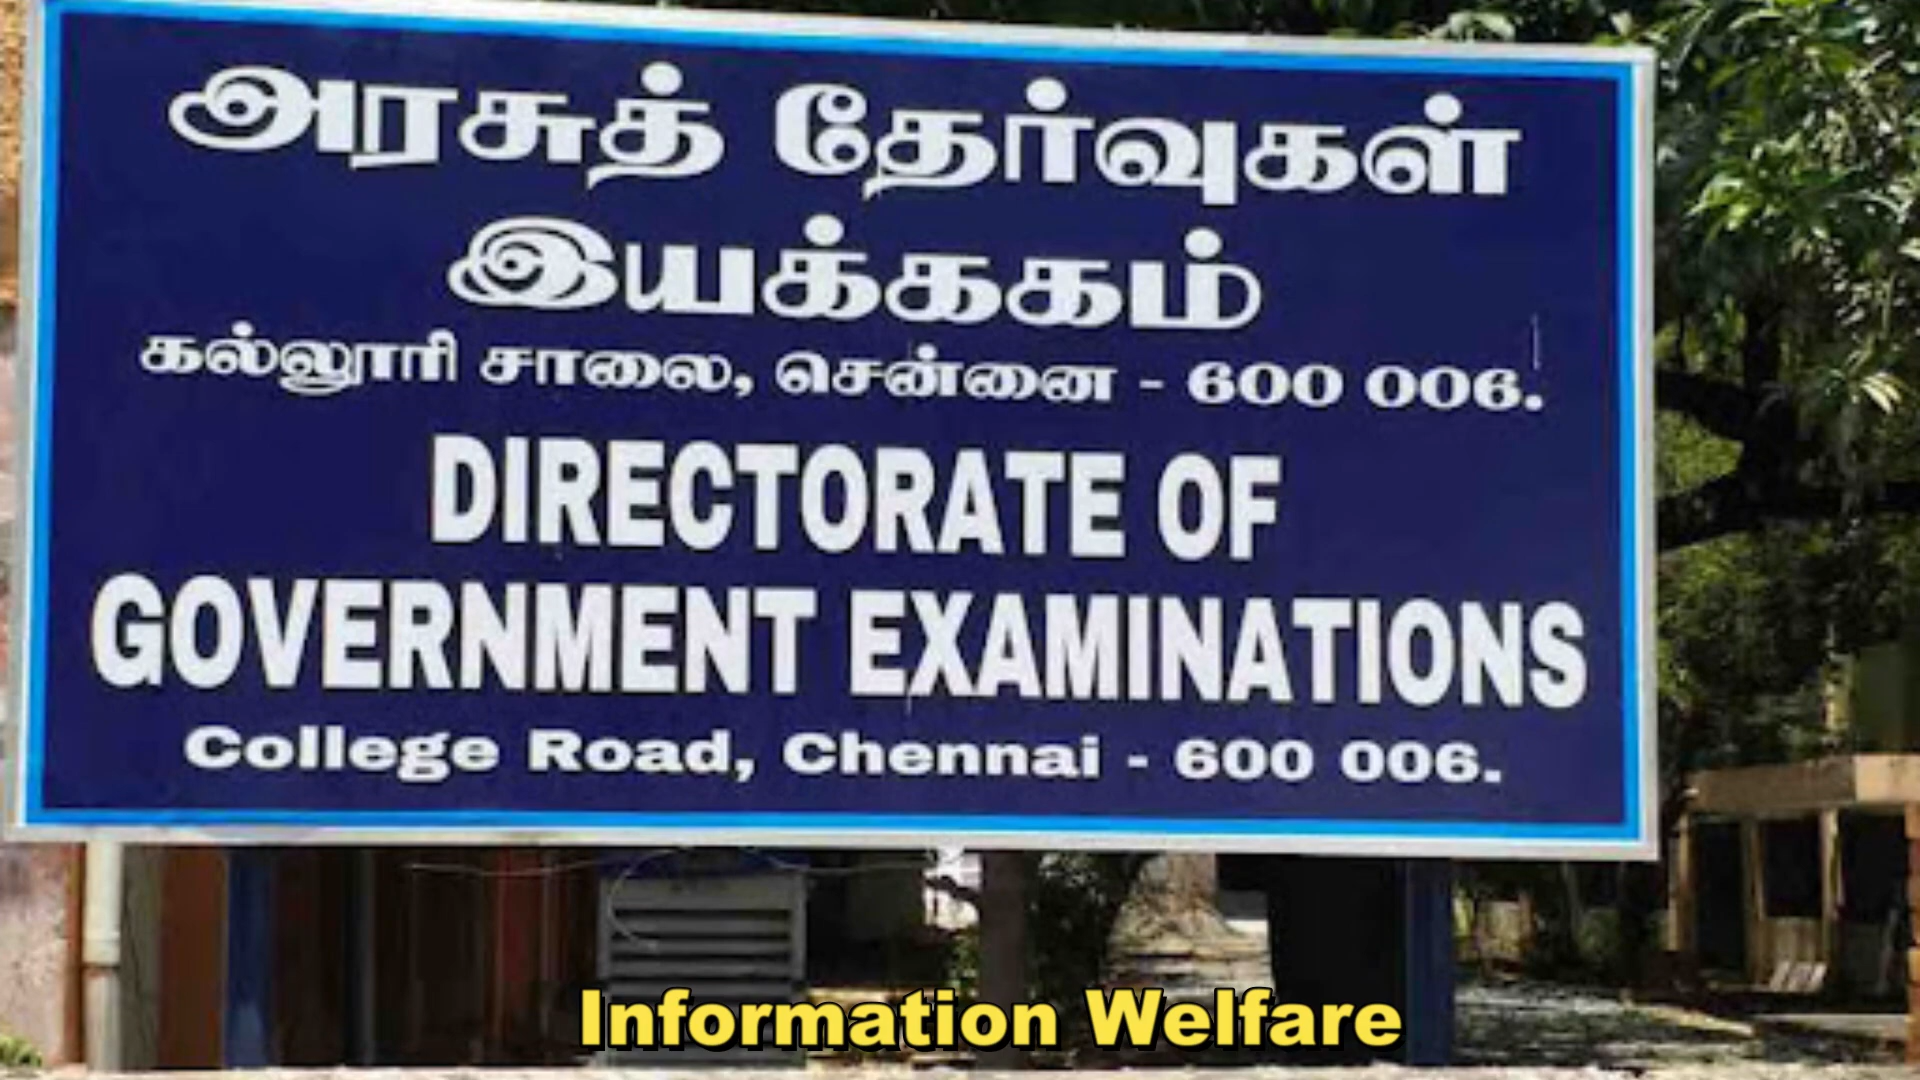 அரசுத் தேர்வுகள்
இயக்ககம்
கல்லூரி சாலை, சென்னை - 600 006.
DIRECTORATE OF
GOVERNMENT EXAMINATIONS
College Road, Chennai - 600 006.
Information Welfare